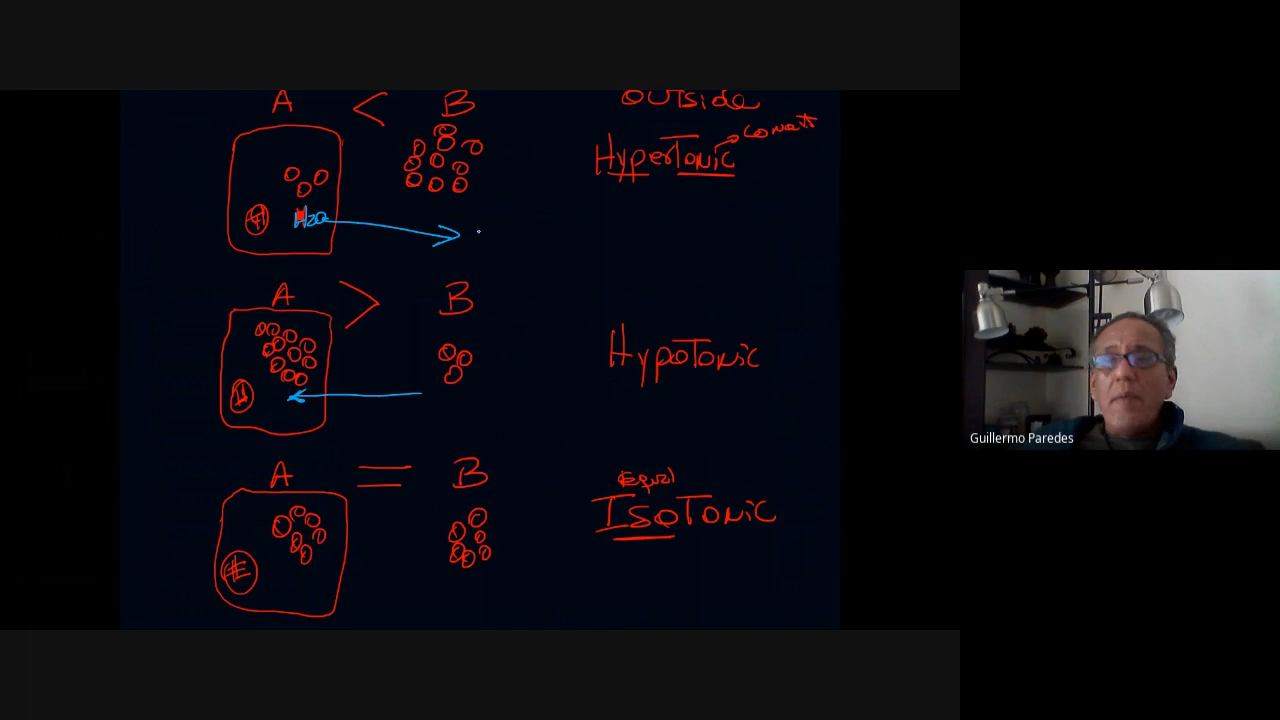 A < B outside
HyperTonic
H2O
A > B
HypoTonic
A = B
Equal
IsoTonic
Guillermo Paredes